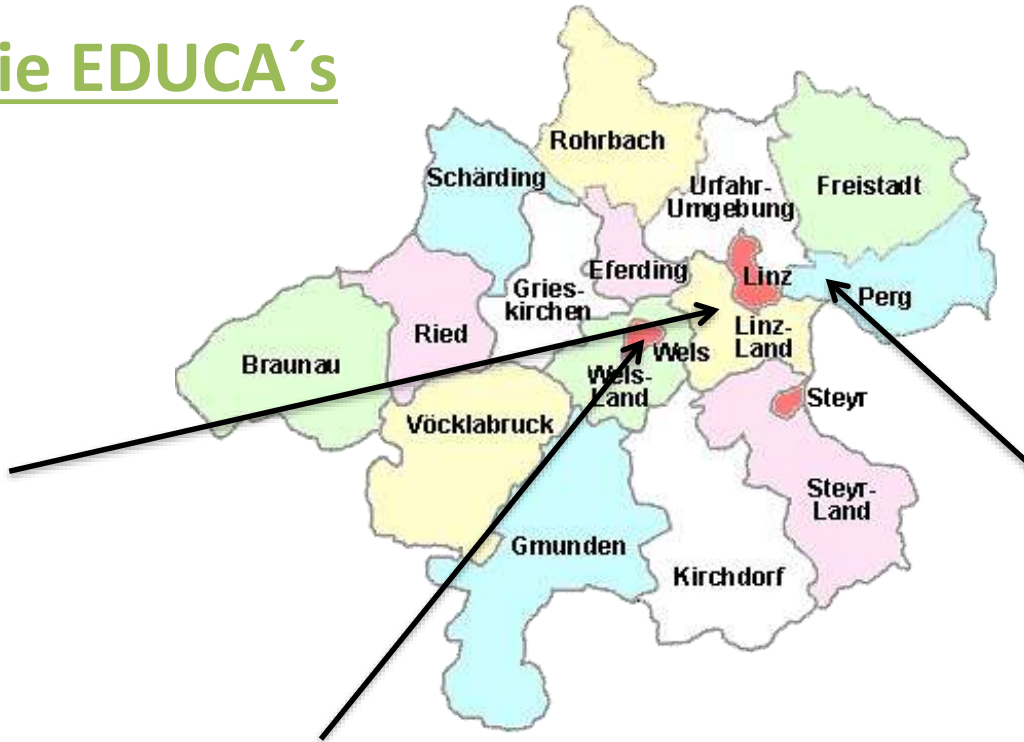 ie EDUCA´s
Rohrbach
Schärding
Urfahr-
Umgebung
Freistadt
Eferding
Linz
Gries-
kirchen
Perg
Ried
Linz-
Land
Braunau
Wels
Wels-
Land
Steyr
Vöcklabruck
Steyr-
Land
Gmunden
Kirchdorf